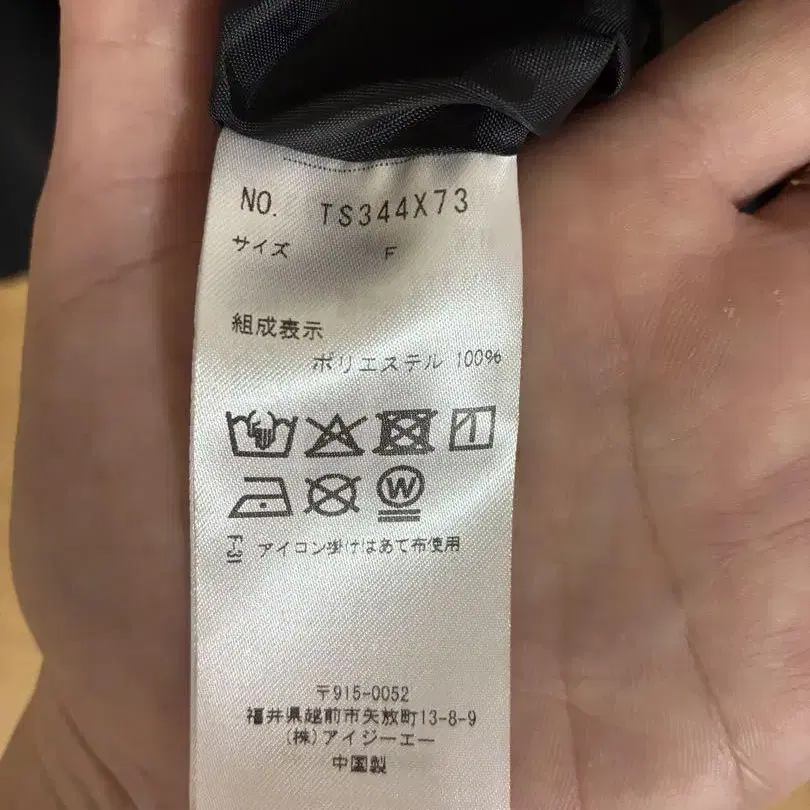 NO. TS344X73
サイズ F
組成表示
ポリエステル 100%
W
F-31 アイコン掛けはあて布使用
〒915-0052
福井県越前市矢放町13-8-9
(株)アイジーエー
中国製